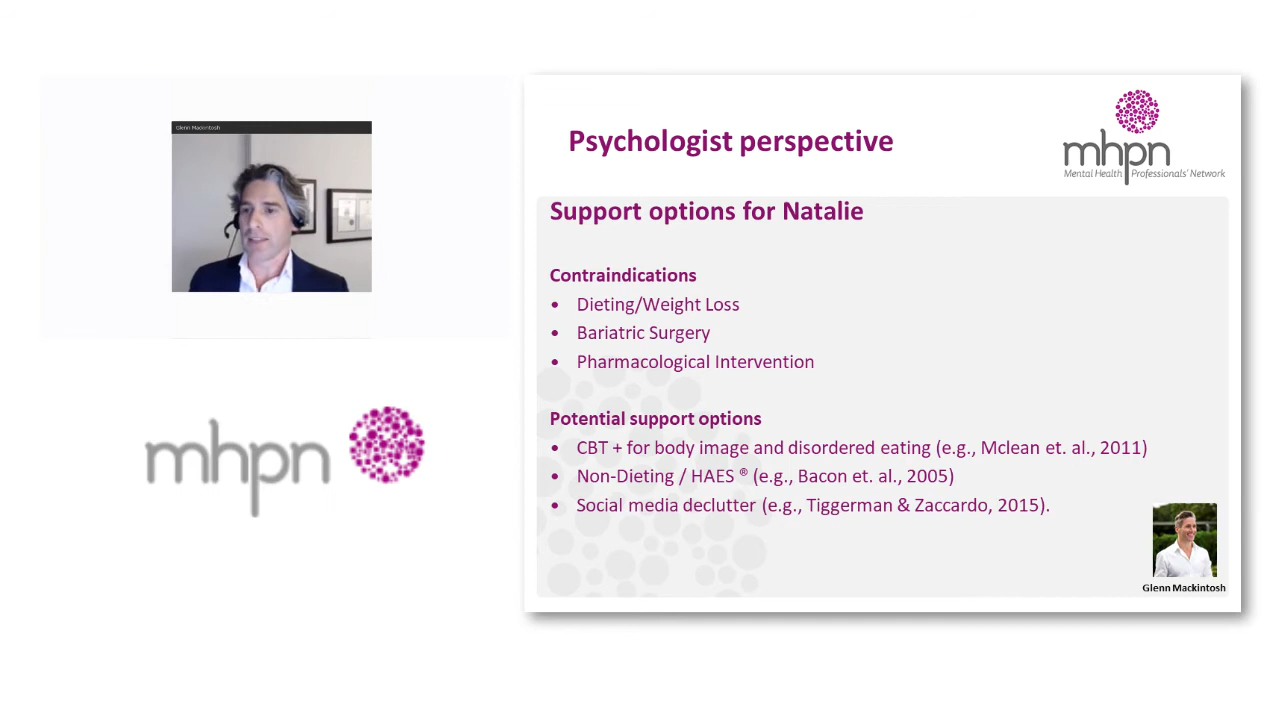 Glenn Mackintosh
mhpn
Psychologist perspective
mhpn
Mental Health Professionals' Network
Support options for Natalie
Contraindications
• Dieting/Weight Loss
• Bariatric Surgery
• Pharmacological Intervention
Potential support options
• CBT + for body image and disordered eating (e.g., Mclean et. al., 2011)
• Non-Dieting / HAES ® (e.g., Bacon et. al., 2005)
• Social media declutter (e.g., Tiggerman & Zaccardo, 2015).
Glenn Mackintosh